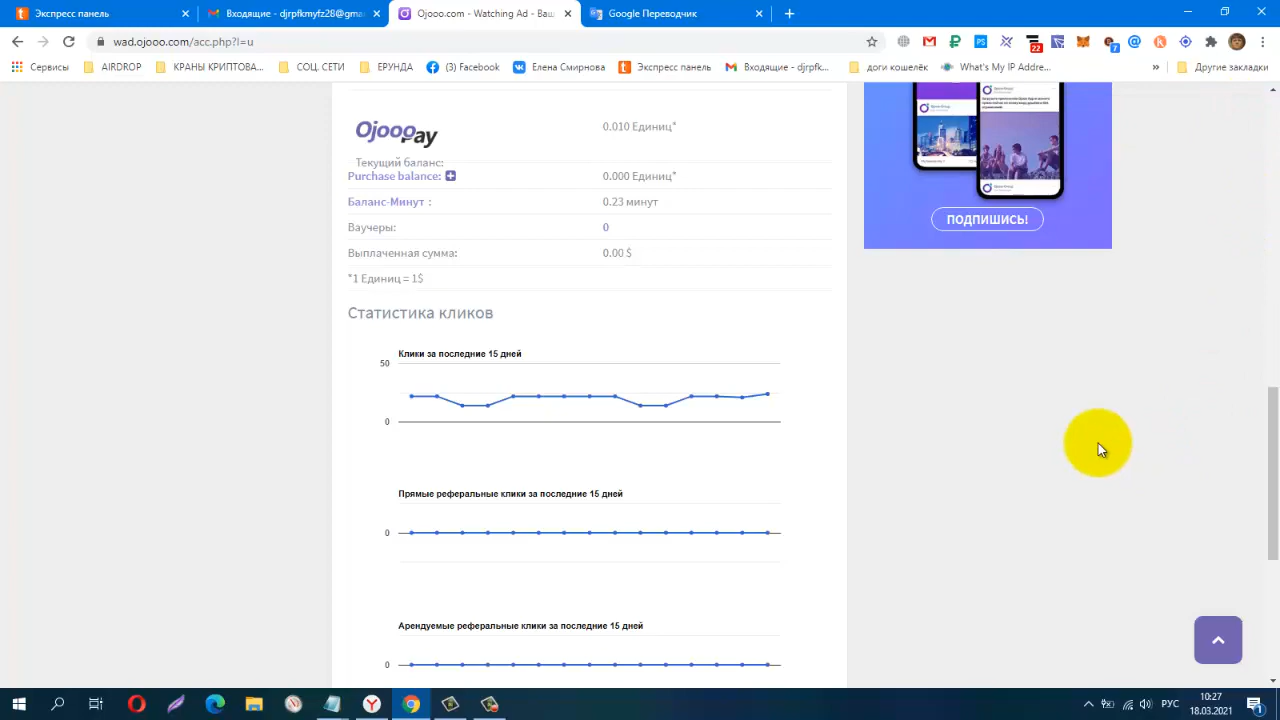 Экспресс панель
Входящие - djrpfkmyfz28@gma
Ojooo.com - Watching Ad - Ваш
Google Переводчик
wad.ojooo.com/acc.php?l=u
22
7
Сервисы
AIRDROP
КРАНЫ КРИПТОВА...
СОЦ. СЕТИ
ЕРУНДА
(3) Facebook
Елена Смирнова
Экспресс панель
Входящие - djrpfk...
доги кошелёк
What's My IP Addre...
»
Другие закладки
Ojooopay
0.010 Единиц*
Текущий баланс:
Purchase balance:
0.000 Единиц*
Баланс-Минут :
0.23 минут
Ваучеры:
0
Выплаченная сумма:
0.00 $
*1 Единиц = 1$
ПОДПИШИСЬ!
Статистика кликов
Клики за последние 15 дней
50
0
Прямые реферальные клики за последние 15 дней
0
Арендуемые реферальные клики за последние 15 дней
0
РУС
10:27
18.03.2021
1